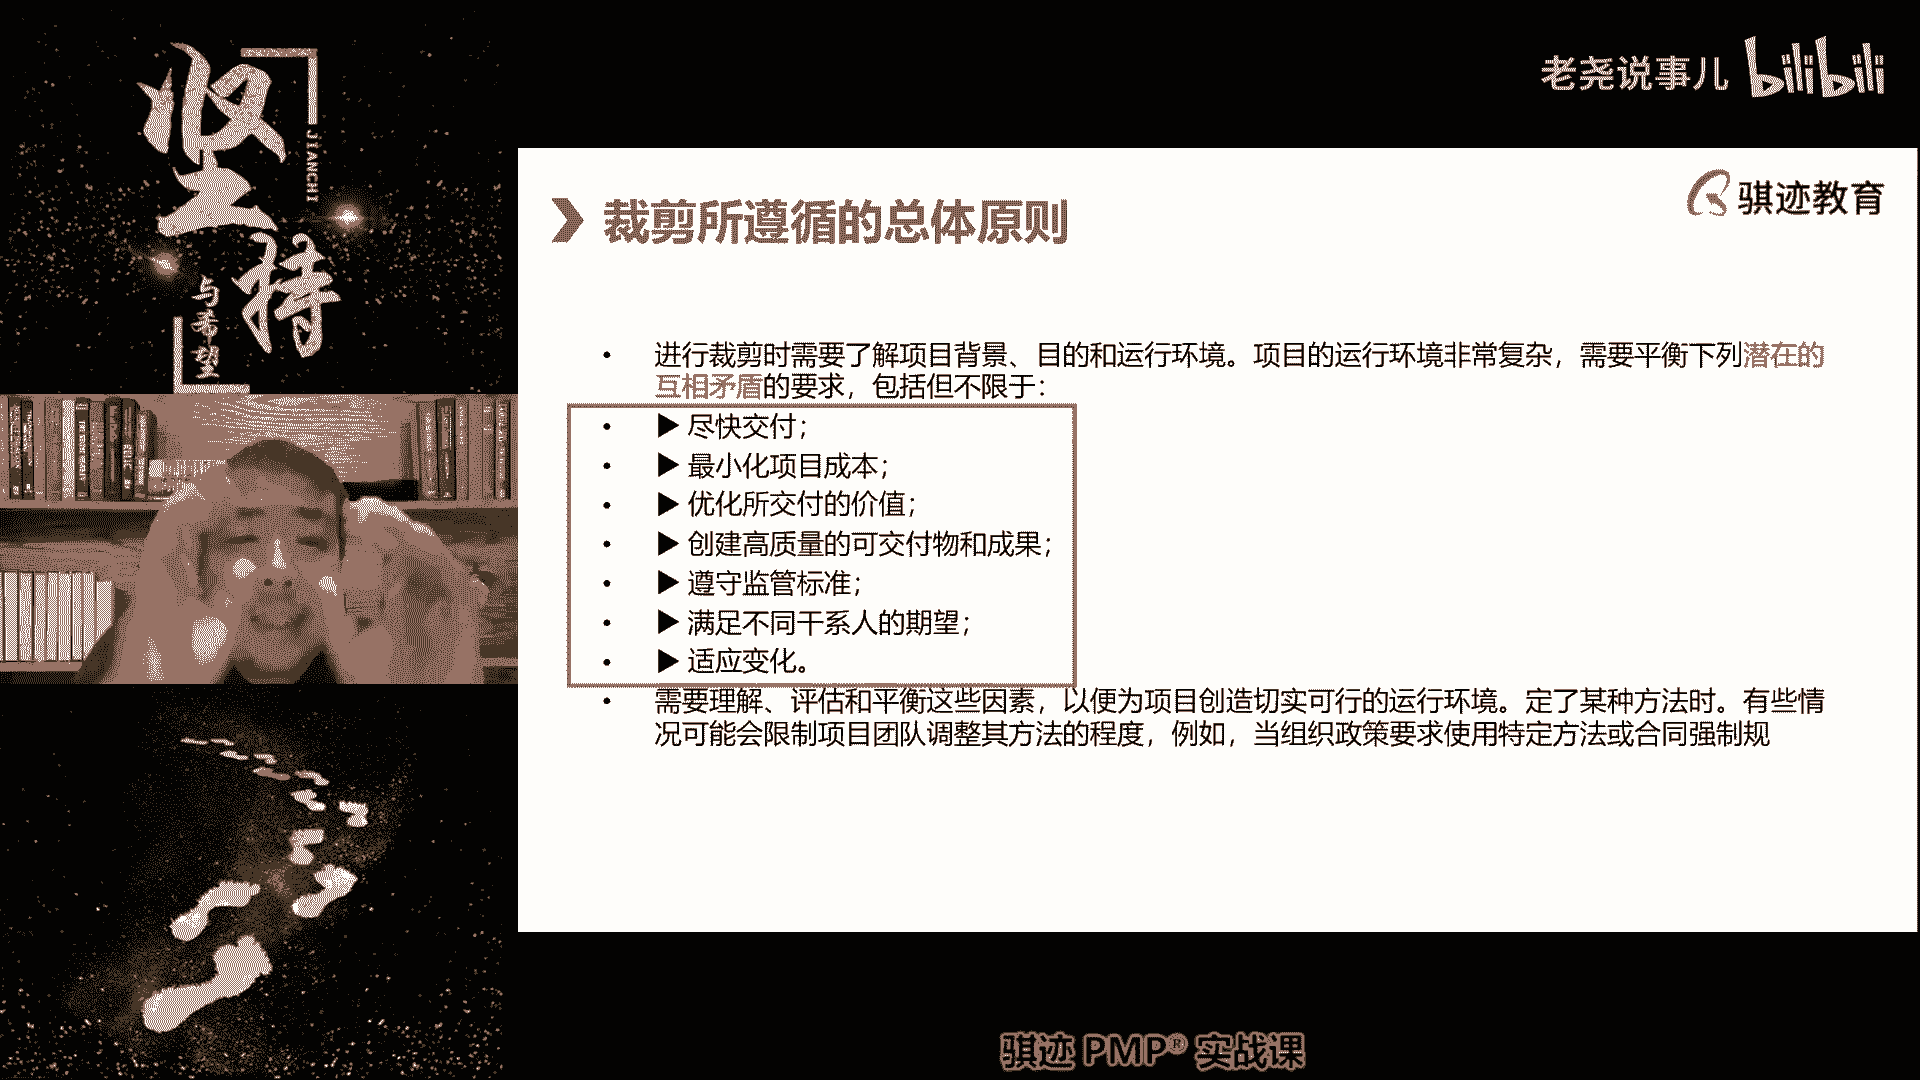 坚持
JIANCHI
与希望
老尧说事儿 bilibili
骐迹教育
裁剪所遵循的总体原则
• 进行裁剪时需要了解项目背景、目的和运行环境。项目的运行环境非常复杂，需要平衡下列潜在的
互相矛盾的要求，包括但不限于：
• ▶ 尽快交付；
• ▶ 最小化项目成本；
• ▶ 优化所交付的价值；
• ▶ 创建高质量的可交付物和成果；
• ▶ 遵守监管标准；
• ▶ 满足不同干系人的期望；
• ▶ 适应变化。
• 需要理解、评估和平衡这些因素，以便为项目创造切实可行的运行环境。定了某种方法时。有些情
况可能会限制项目团队调整其方法的程度，例如，当组织政策要求使用特定方法或合同强制规
骐迹 PMP® 实战课